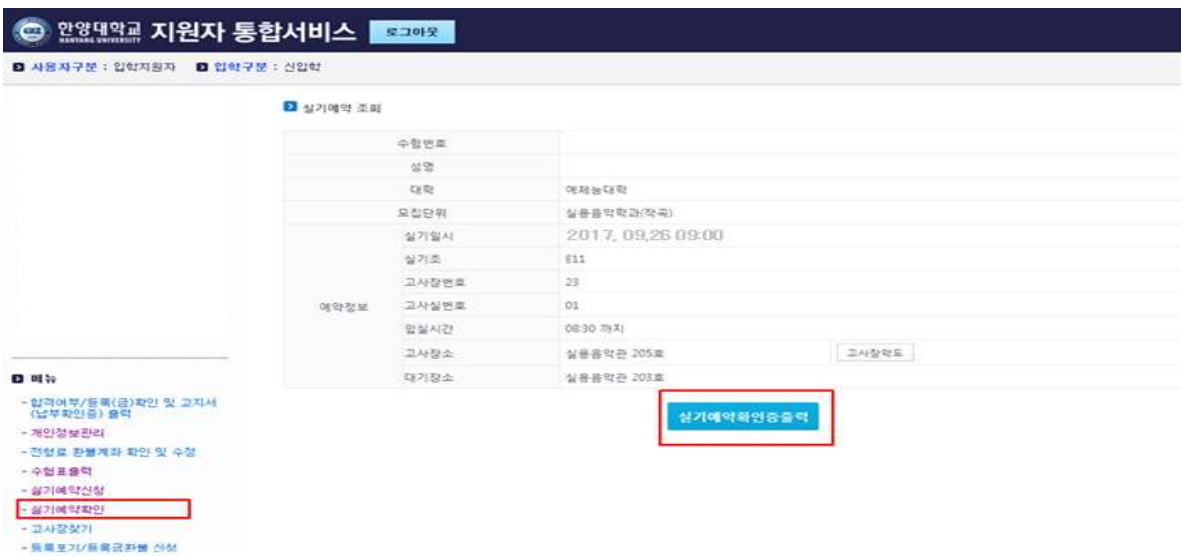 한양대학교 HANYANG UNIVERSITY 지원자 통합서비스 로그아웃
사용자구분 : 입학지원자 입학구분 : 신입학
실기예약 조회
수험번호
성명
대학 예체능대학
모집단위 실용음악학과(작곡)
실기일시 2017, 09,26 09:00
실기조 E11
고사장번호 23
예약정보 고사실번호 01
입실시간 08:30 까지
고사장소 실용음악관 205호 고사장약도
대기장소 실용음악관 203호
실기예약확인증출력
메뉴
- 합격여부/등록(금)확인 및 고지서
(납부확인증) 출력
- 개인정보관리
- 전형료 환불계좌 확인 및 수정
- 수험표출력
- 실기예약신청
- 실기예약확인
- 고사장찾기
- 등록포기/등록금환불 신청